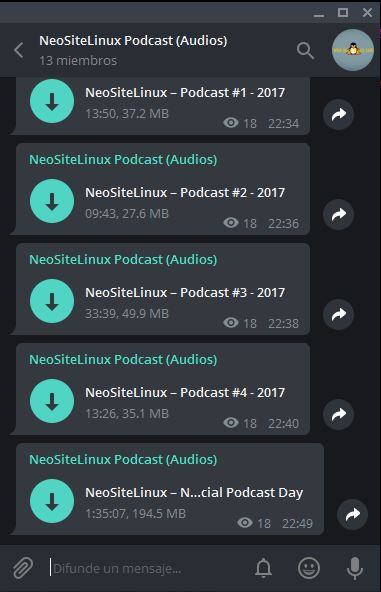 NeoSiteLinux Podcast (Audios)
13 miembros
NeoSiteLinux – Podcast #1 - 2017
13:50, 37.2 MB
18 22:34
NeoSiteLinux Podcast (Audios)
NeoSiteLinux – Podcast #2 - 2017
09:43, 27.6 MB
18 22:36
NeoSiteLinux Podcast (Audios)
NeoSiteLinux – Podcast #3 - 2017
33:39, 49.9 MB
18 22:38
NeoSiteLinux Podcast (Audios)
NeoSiteLinux – Podcast #4 - 2017
13:26, 35.1 MB
18 22:40
NeoSiteLinux Podcast (Audios)
NeoSiteLinux – N...cial Podcast Day
1:35:07, 194.5 MB
18 22:49
Difunde un mensaje...